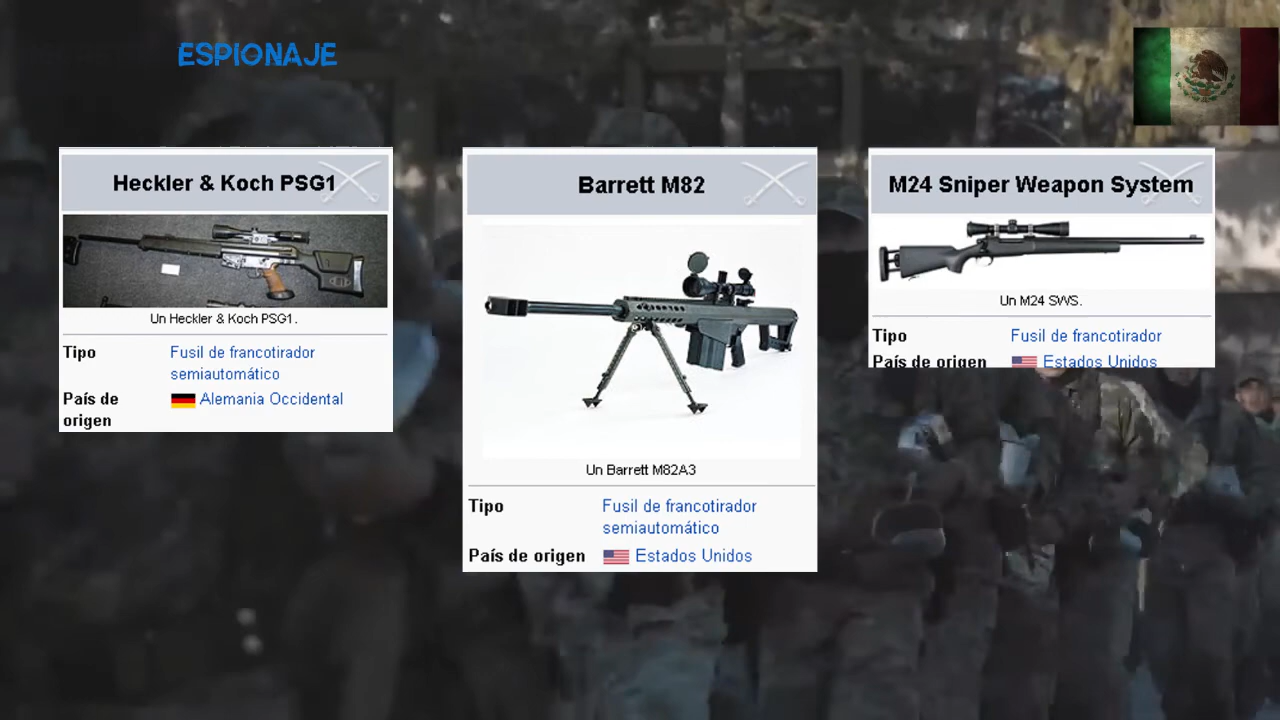 ESPIONAJE
Heckler & Koch PSG1
Un Heckler & Koch PSG1.
Tipo
Fusil de francotirador
semiautomático
País de
origen
Alemania Occidental
Barrett M82
Un Barrett M82A3
Tipo
Fusil de francotirador
semiautomático
País de origen
Estados Unidos
M24 Sniper Weapon System
Un M24 SWS.
Tipo
Fusil de francotirador
País de origen
Estados Unidos